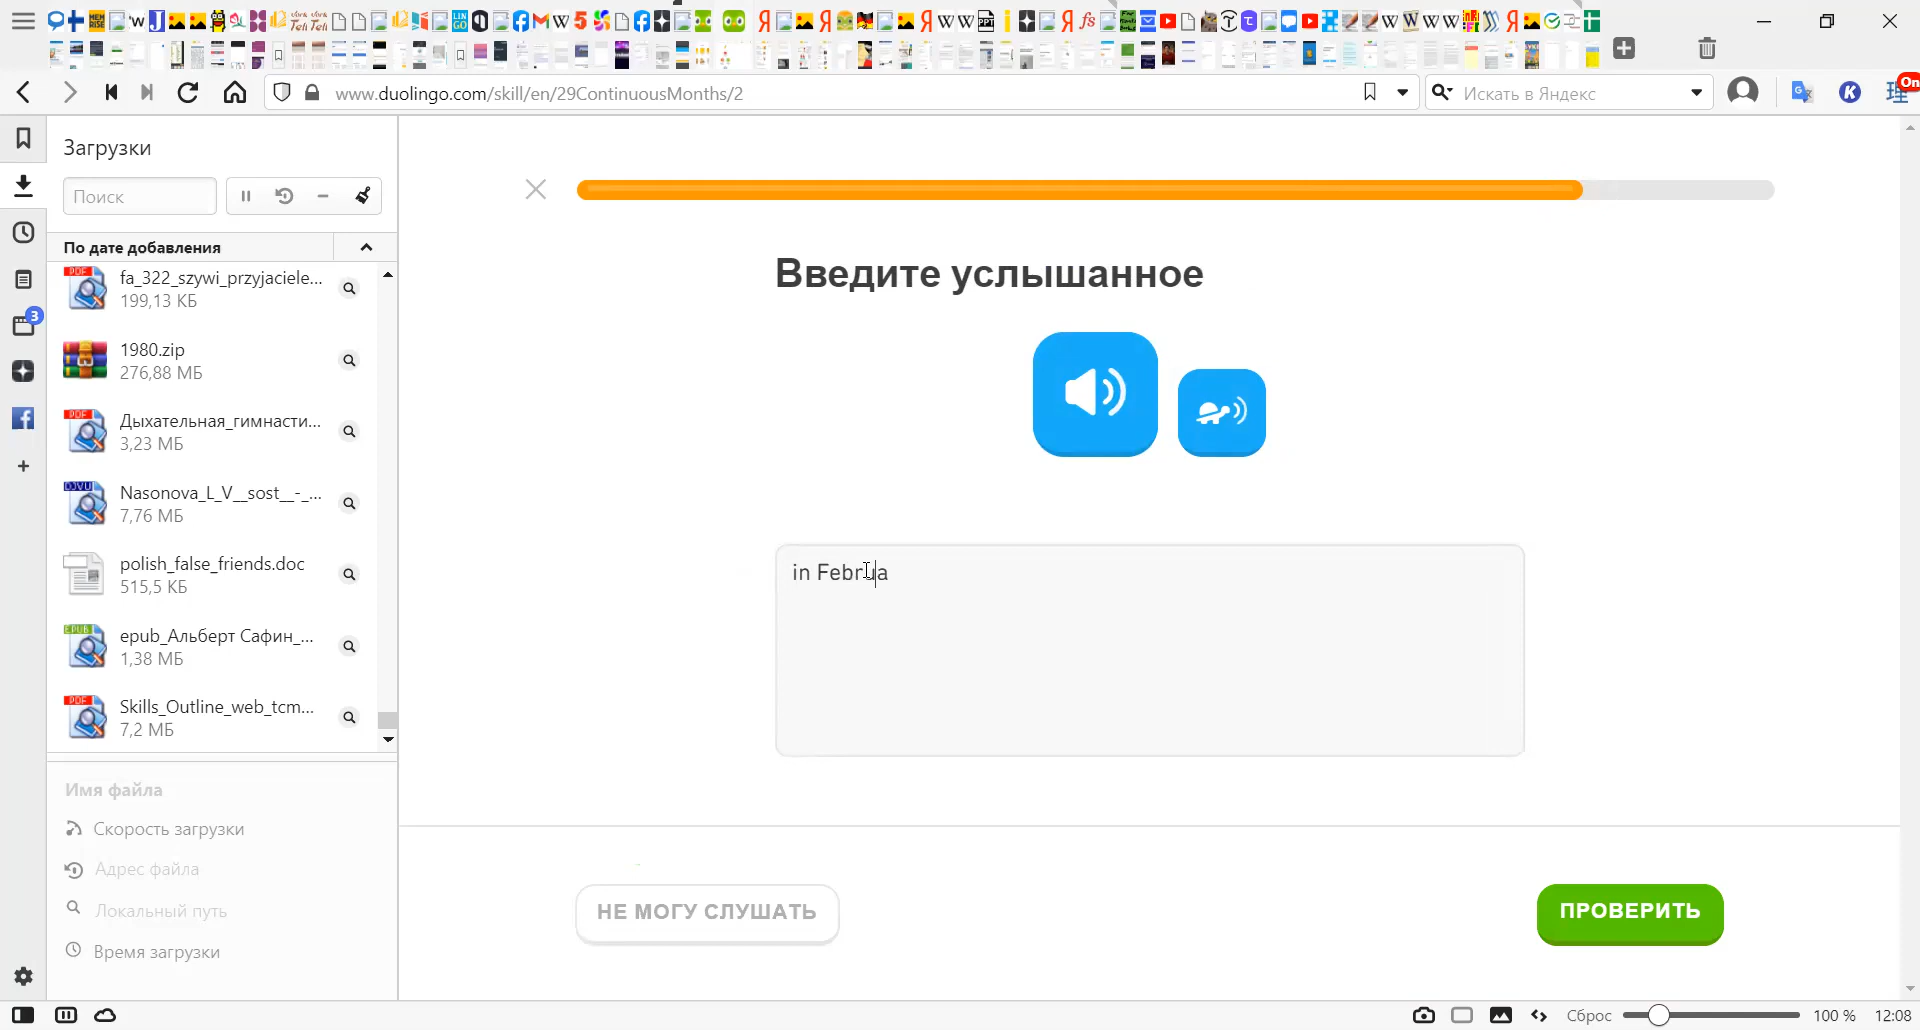 www.duolingo.com/skill/en/29ContinuousMonths/2
Искать в Яндекс
On
Загрузки
Поиск
По дате добавления
fa_322_szywi_przyjaciele...
199,13 КБ
1980.zip
276,88 МБ
Дыхательная_гимнасти...
3,23 МБ
Nasonova_L_V__sost__-_...
7,76 МБ
polish_false_friends.doc
515,5 КБ
epub_Альберт Сафин_...
1,38 МБ
Skills_Outline_web_tcm...
7,2 МБ
3
Имя файла
Скорость загрузки
Адрес файла
Локальный путь
Время загрузки
Введите услышанное
in Februa
НЕ МОГУ СЛУШАТЬ
ПРОВЕРИТЬ
Сброс
100 %
12:08